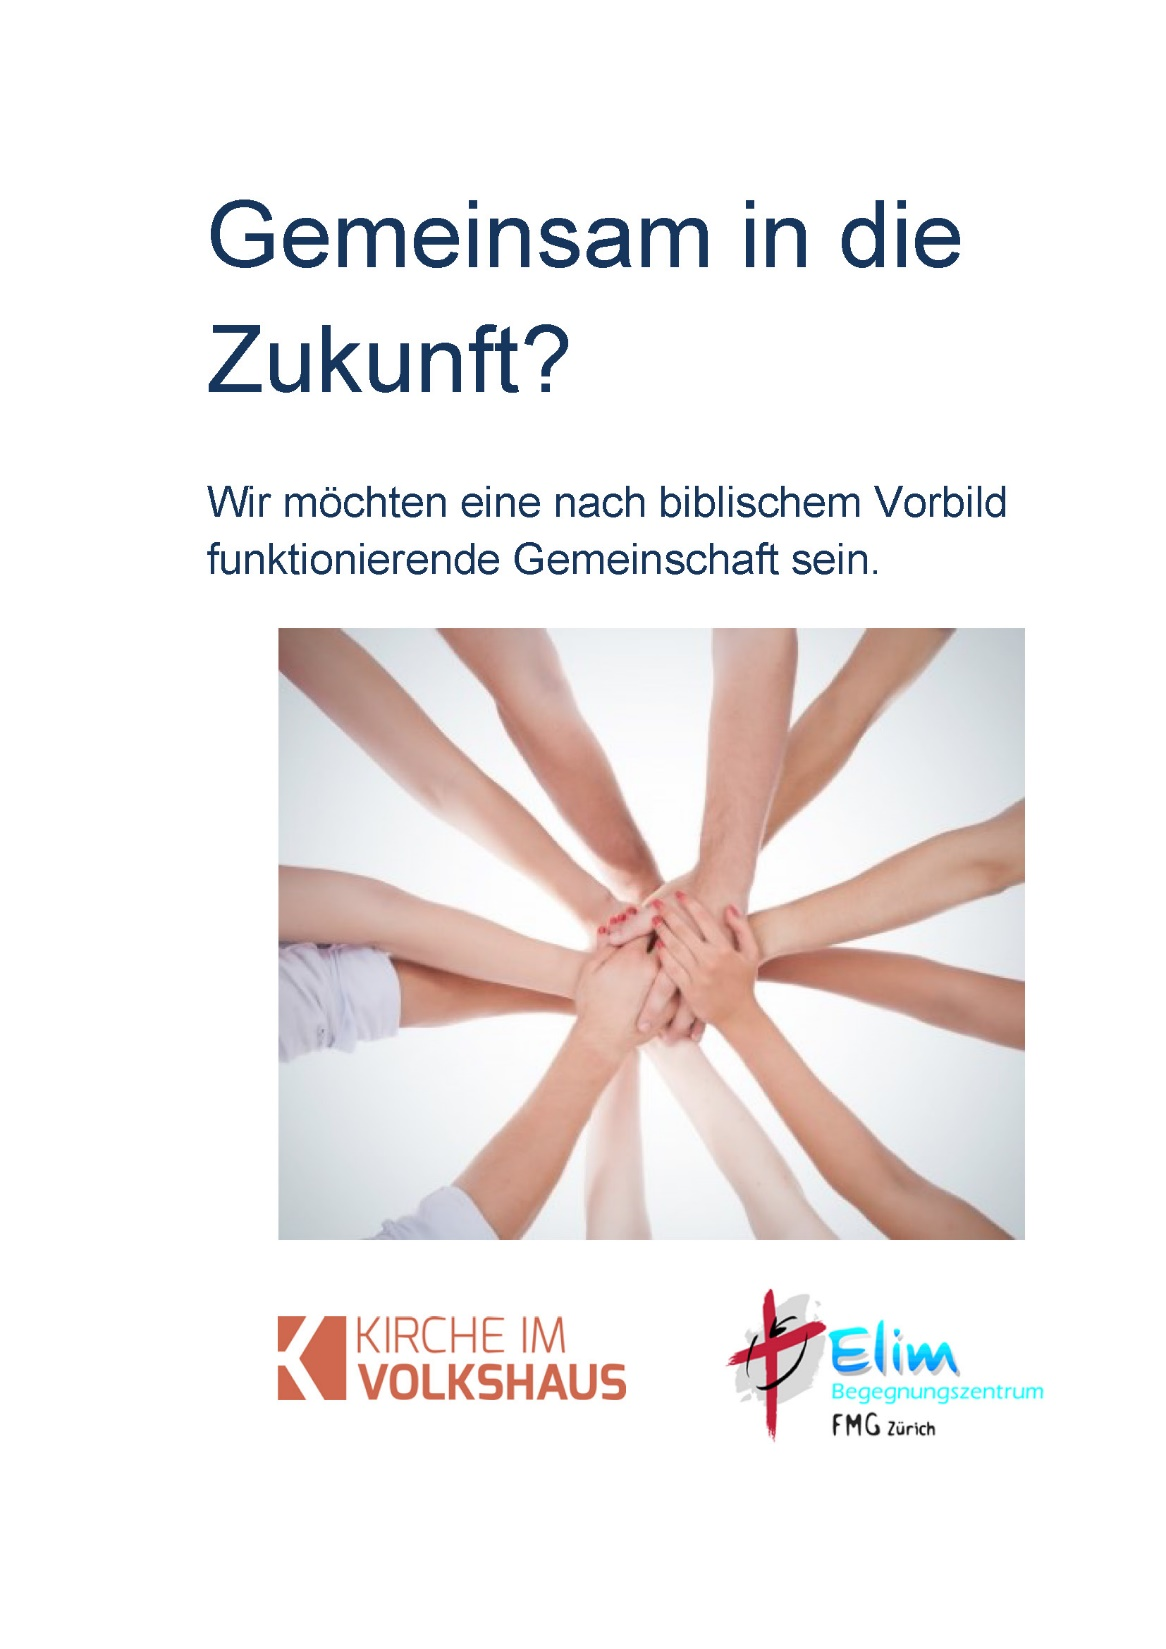 Gemeinsam in die
Zukunft?
Wir möchten eine nach biblischem Vorbild
funktionierende Gemeinschaft sein.
KIRCHE IM
VOLKSHAUS
Elim
Begegnungszentrum
FMG Zürich